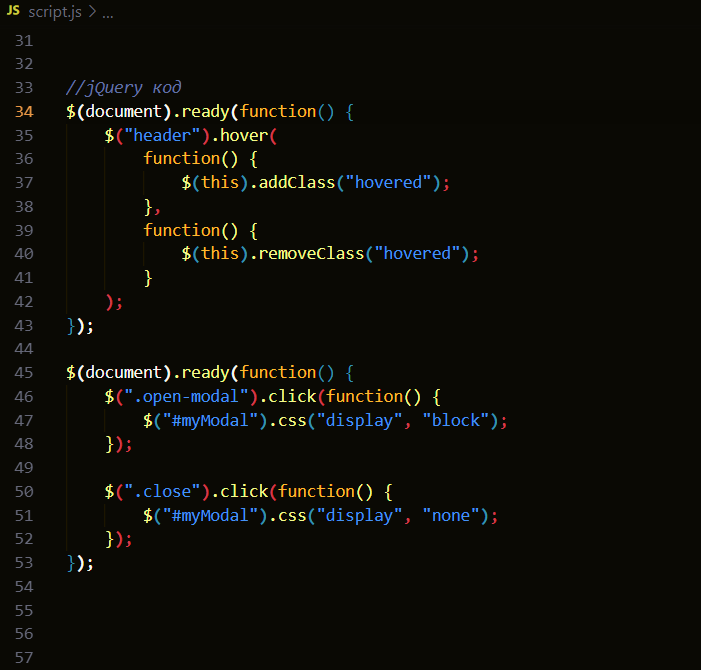 JS script.js > ...
31
32
33 //jQuery код
34 $(document).ready(function() {
35     $("header").hover(
36         function() {
37             $(this).addClass("hovered");
38         },
39         function() {
40             $(this).removeClass("hovered");
41         }
42     );
43 });
44
45 $(document).ready(function() {
46     $(".open-modal").click(function() {
47         $("#myModal").css("display", "block");
48     });
49
50     $(".close").click(function() {
51         $("#myModal").css("display", "none");
52     });
53 });
54
55
56
57